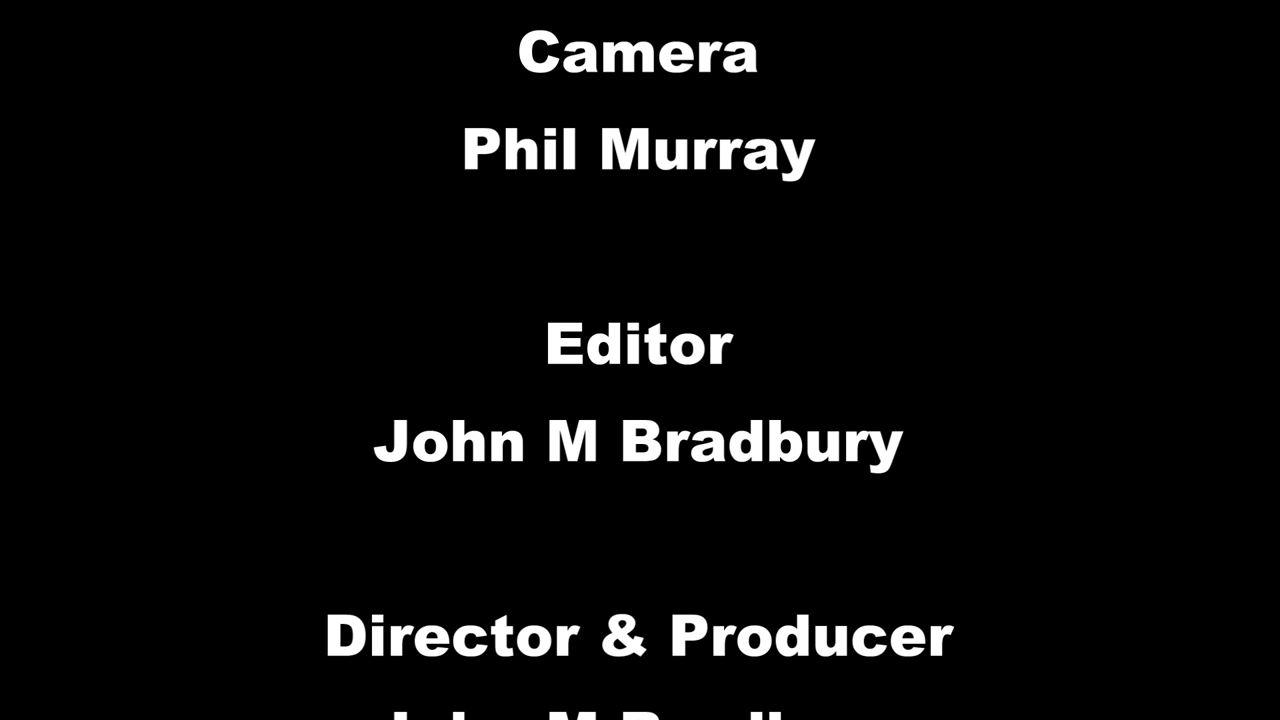 Camera
Phil Murray
Editor
John M Bradbury
Director & Producer